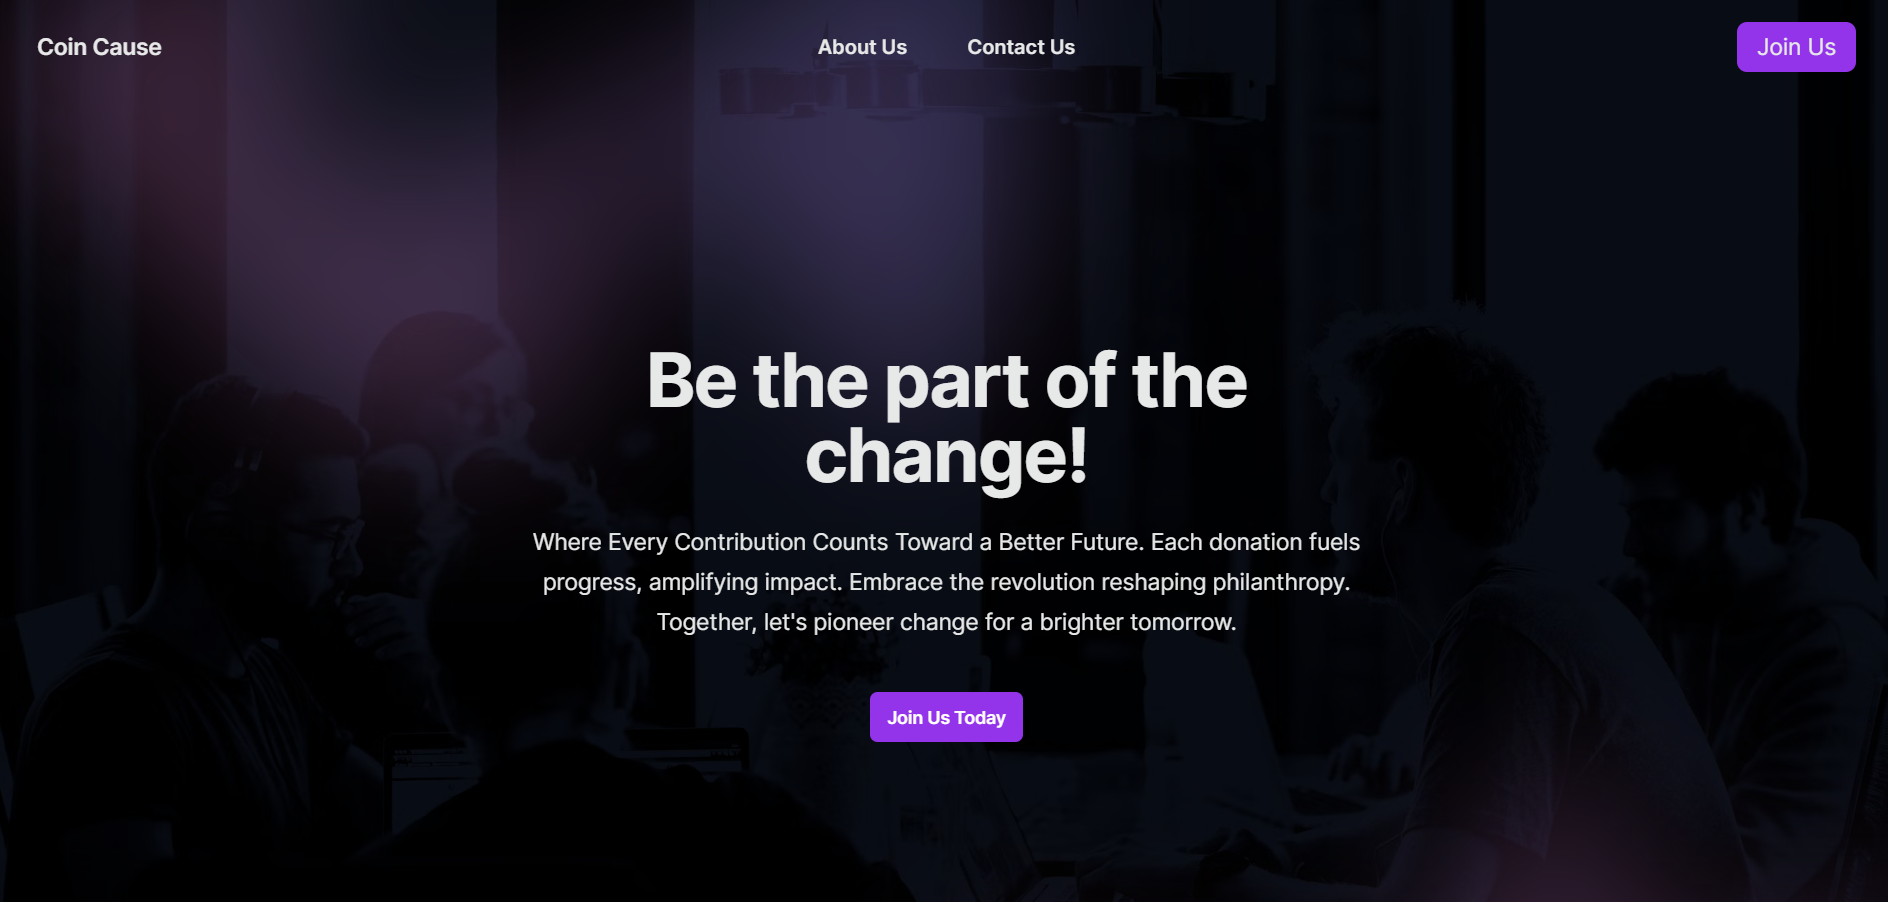 Coin Cause
About Us
Contact Us
Join Us
Be the part of the
change!
Where Every Contribution Counts Toward a Better Future. Each donation fuels
progress, amplifying impact. Embrace the revolution reshaping philanthropy.
Together, let's pioneer change for a brighter tomorrow.
Join Us Today